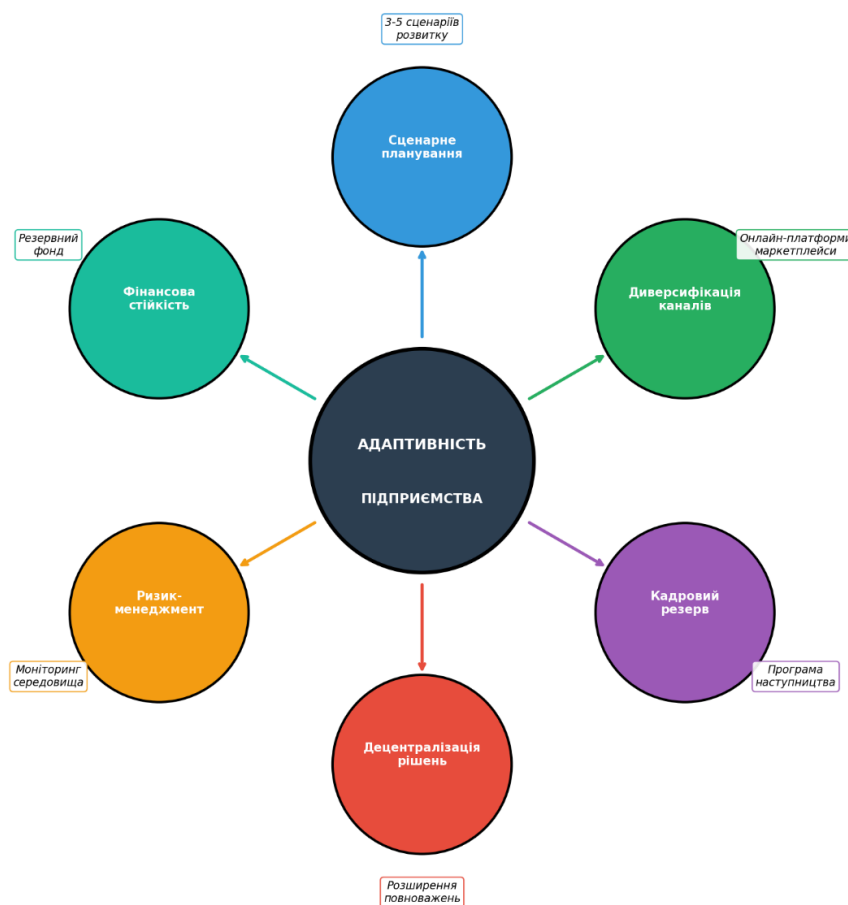 3-5 сценаріїв
розвитку
Сценарне
планування
Резервний
фонд
Онлайн-платформи
маркетплейси
Фінансова
стійкість
Диверсифікація
каналів
АДАПТИВНІСТЬ
ПІДПРИЄМСТВА
Ризик-
менеджмент
Кадровий
резерв
Моніторинг
середовища
Програма
наступництва
Децентралізація
рішень
Розширення
повноважень